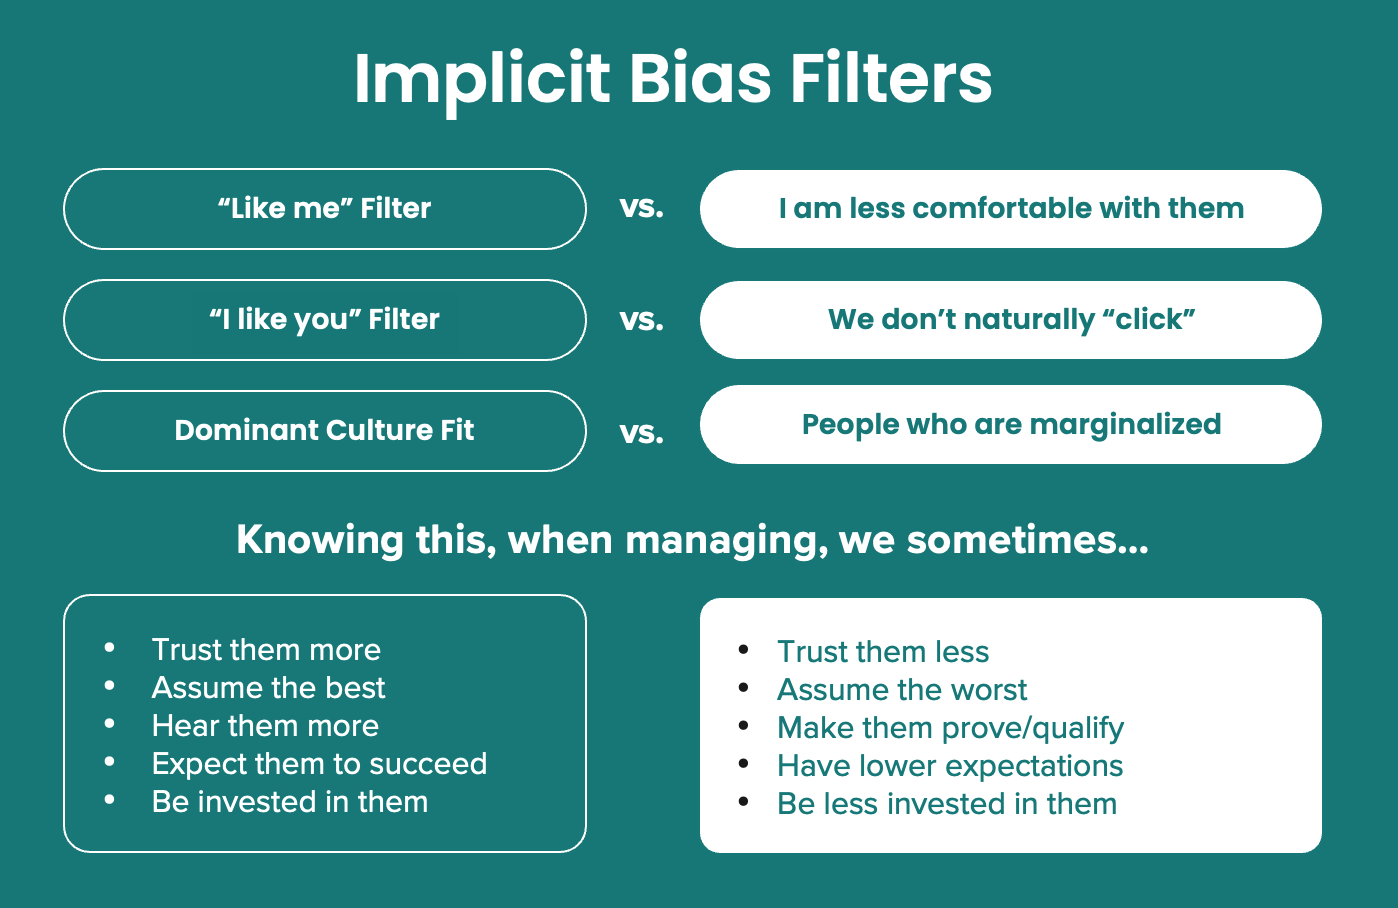 Implicit Bias Filters
“Like me” Filter
vs.
I am less comfortable with them
“I like you” Filter
vs.
We don’t naturally “click”
Dominant Culture Fit
vs.
People who are marginalized
Knowing this, when managing, we sometimes...
• Trust them more
• Assume the best
• Hear them more
• Expect them to succeed
• Be invested in them
• Trust them less
• Assume the worst
• Make them prove/qualify
• Have lower expectations
• Be less invested in them